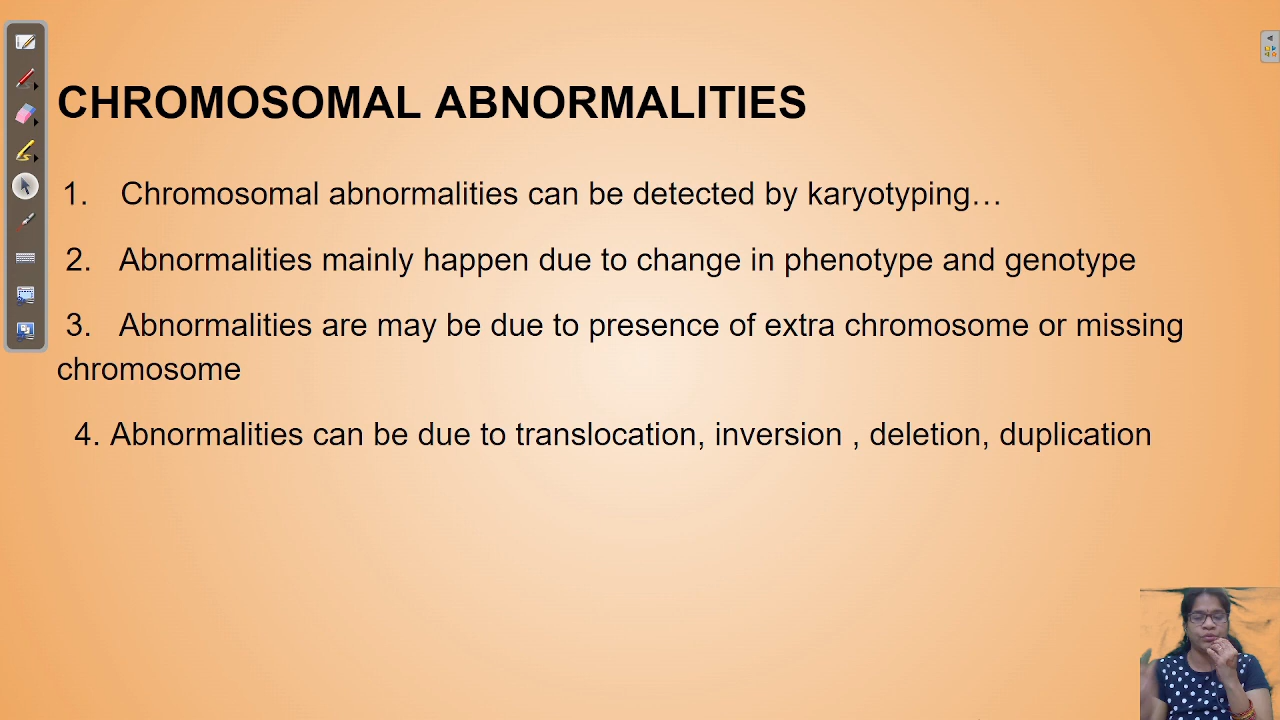 CHROMOSOMAL ABNORMALITIES
1. Chromosomal abnormalities can be detected by karyotyping…
2. Abnormalities mainly happen due to change in phenotype and genotype
3. Abnormalities are may be due to presence of extra chromosome or missing
chromosome
4. Abnormalities can be due to translocation, inversion , deletion, duplication